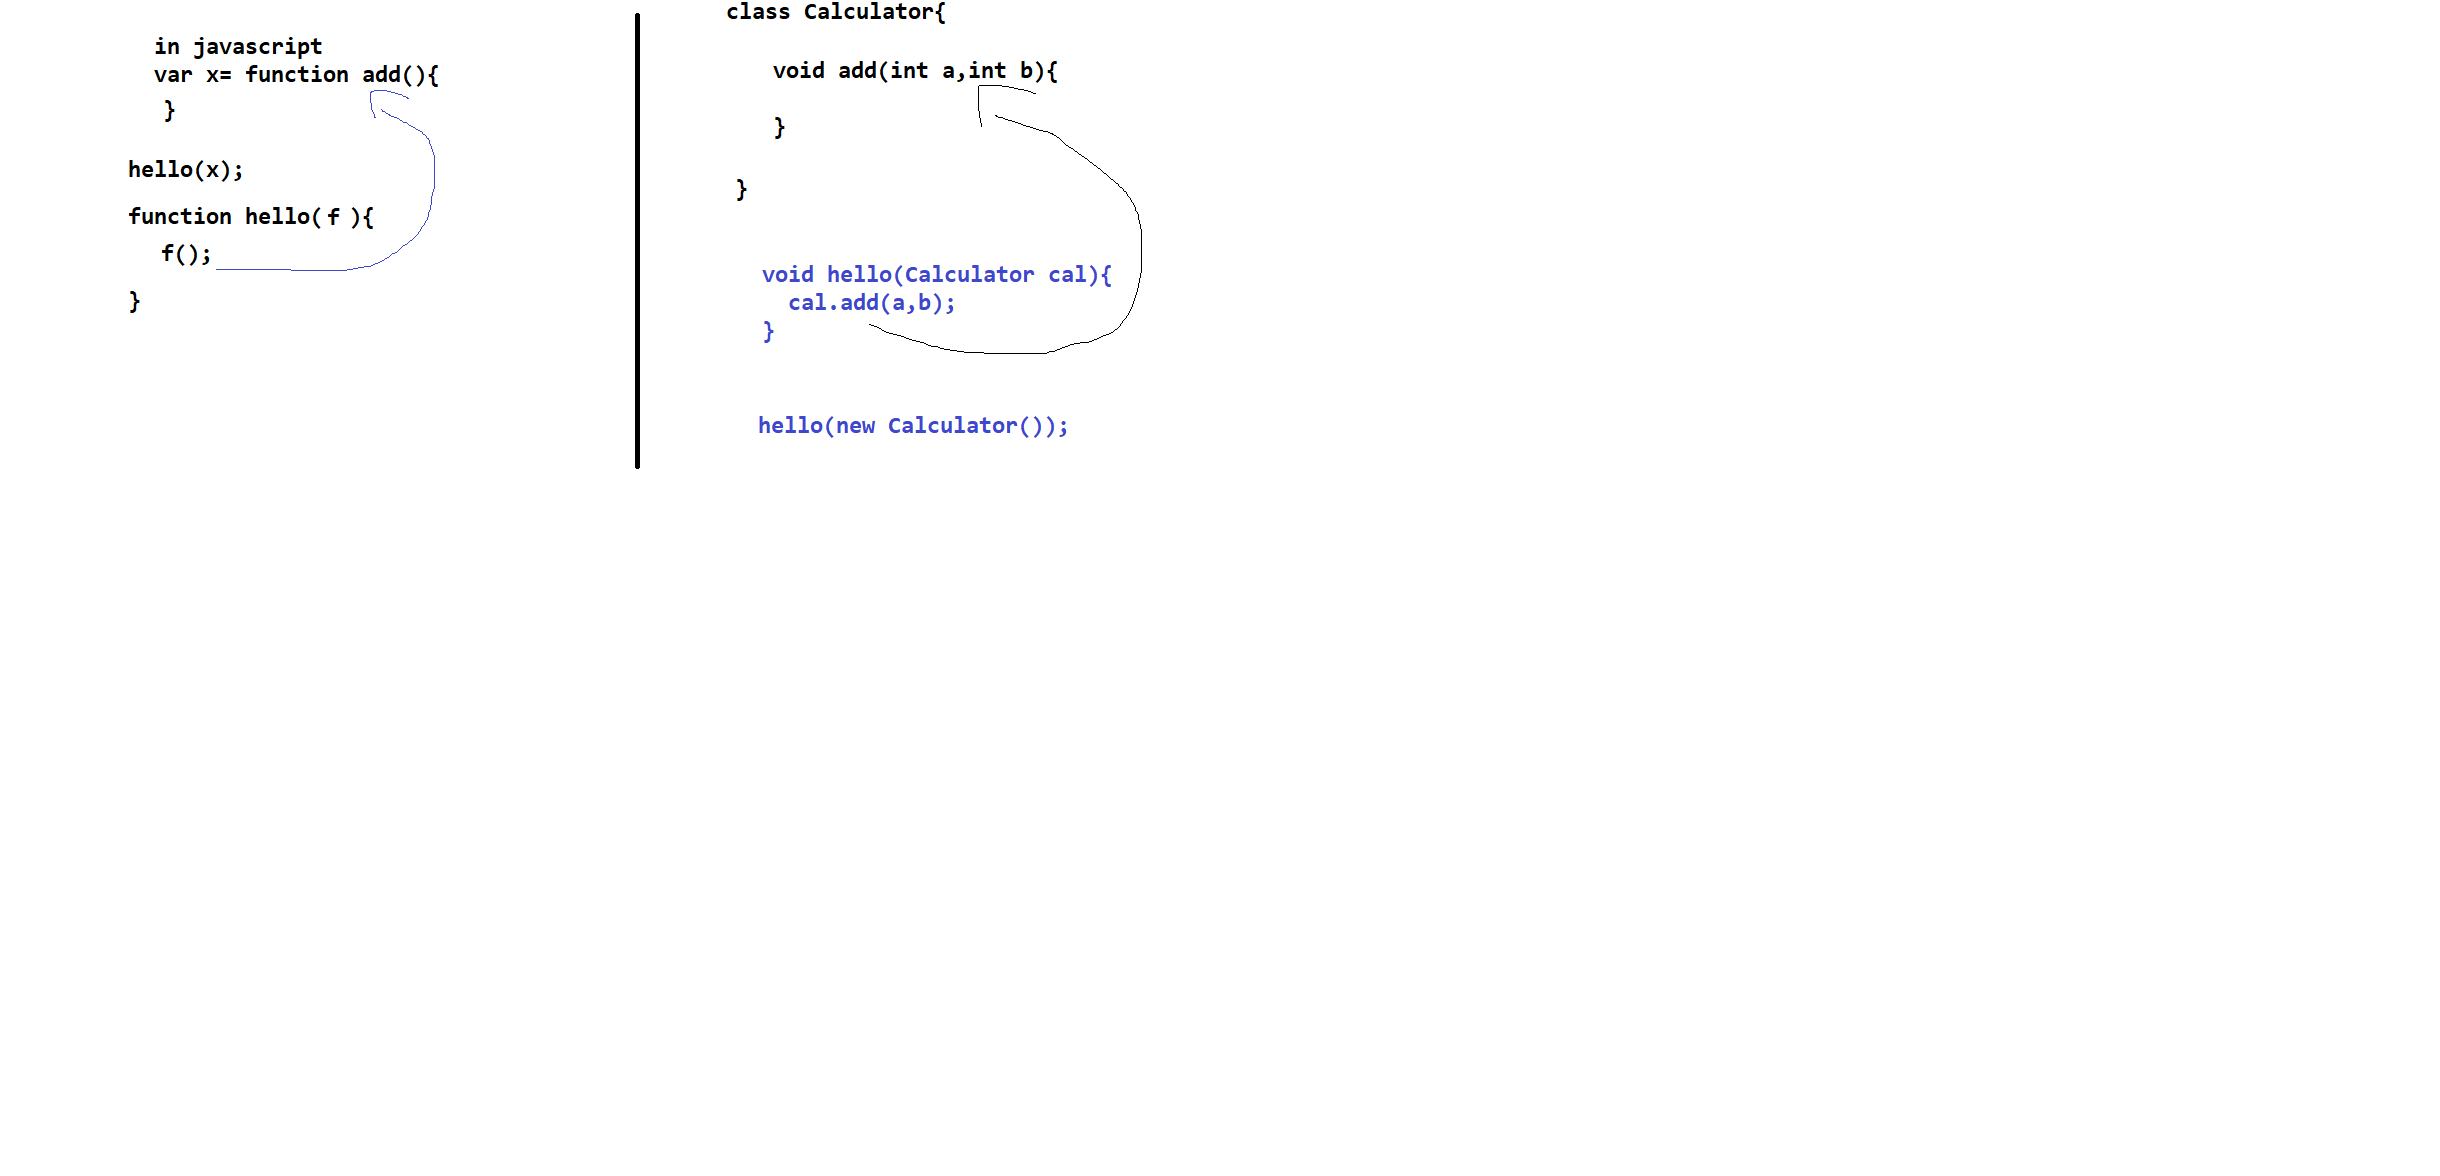 in javascript
var x= function add(){
}
hello(x);
function hello( f ){
f();
}
class Calculator{
void add(int a,int b){
}
}
void hello(Calculator cal){
cal.add(a,b);
}
hello(new Calculator());